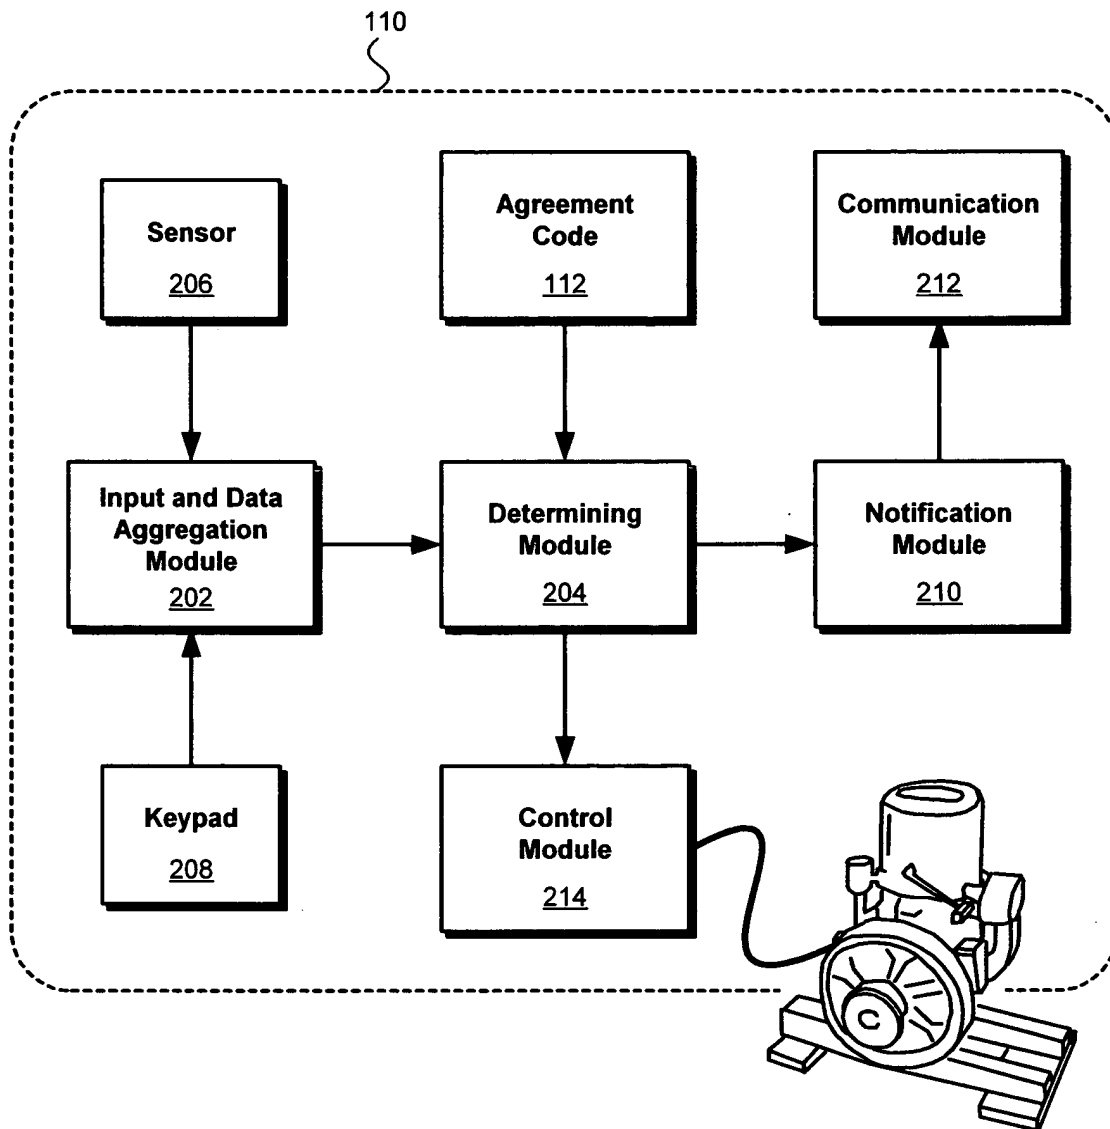 110
Sensor
206
Agreement
Code
112
Communication
Module
212
Input and Data
Aggregation
Module
202
Determining
Module
204
Notification
Module
210
Keypad
208
Control
Module
214